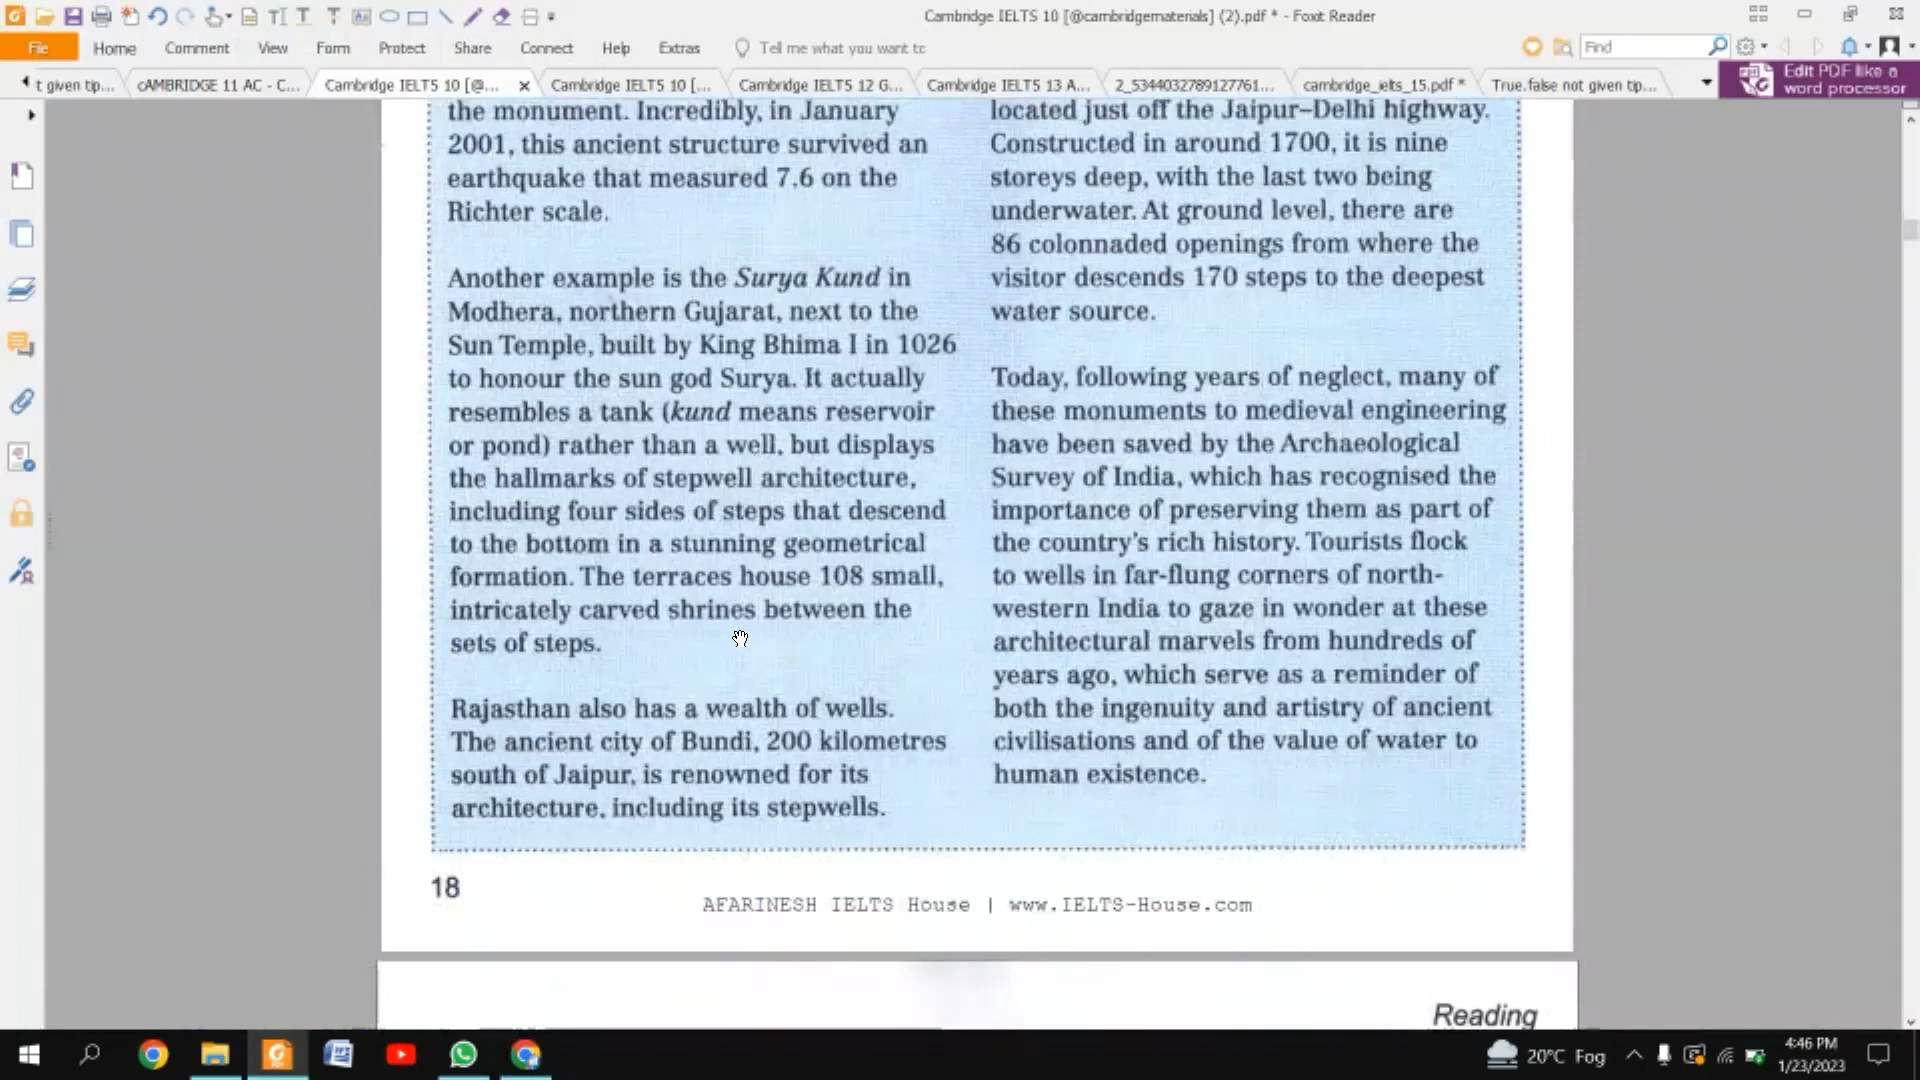 Cambridge IELTS 10 [@cambridgematerials] (2).pdf * - Foxit Reader
File Home Comment View Form Protect Share Connect Help Extras Tell me what you want tc Find
t given tip... cAMBRIDGE 11 AC - C... Cambridge IELTS 10 [@... Cambridge IELTS 10 [... Cambridge IELTS 12 G... Cambridge IELTS 13 A... 2_5344032789127761... cambridge_ielts_15.pdf * True.false not given tip...
Edit PDF like a
word processor
the monument. Incredibly, in January
2001, this ancient structure survived an
earthquake that measured 7.6 on the
Richter scale.
Another example is the Surya Kund in
Modhera, northern Gujarat, next to the
Sun Temple, built by King Bhima I in 1026
to honour the sun god Surya. It actually
resembles a tank (kund means reservoir
or pond) rather than a well, but displays
the hallmarks of stepwell architecture,
including four sides of steps that descend
to the bottom in a stunning geometrical
formation. The terraces house 108 small,
intricately carved shrines between the
sets of steps.
Rajasthan also has a wealth of wells.
The ancient city of Bundi, 200 kilometres
south of Jaipur, is renowned for its
architecture, including its stepwells.
located just off the Jaipur–Delhi highway.
Constructed in around 1700, it is nine
storeys deep, with the last two being
underwater. At ground level, there are
86 colonnaded openings from where the
visitor descends 170 steps to the deepest
water source.
Today, following years of neglect, many of
these monuments to medieval engineering
have been saved by the Archaeological
Survey of India, which has recognised the
importance of preserving them as part of
the country's rich history. Tourists flock
to wells in far-flung corners of north-
western India to gaze in wonder at these
architectural marvels from hundreds of
years ago, which serve as a reminder of
both the ingenuity and artistry of ancient
civilisations and of the value of water to
human existence.
18
AFARINESH IELTS House | www.IELTS-House.com
Reading
20°C Fog
4:46 PM
1/23/2023